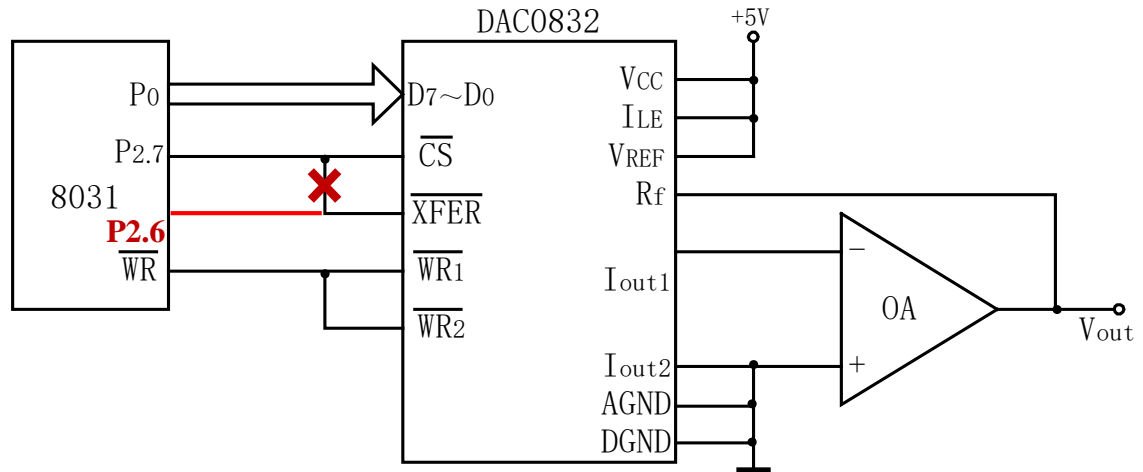 DAC0832
+5V
8031
P0
P2.7
P2.6
WR
D7~D0
CS
XFER
WR1
WR2
VCC
ILE
VREF
Rf
Iout1
Iout2
AGND
DGND
−
OA
+
Vout